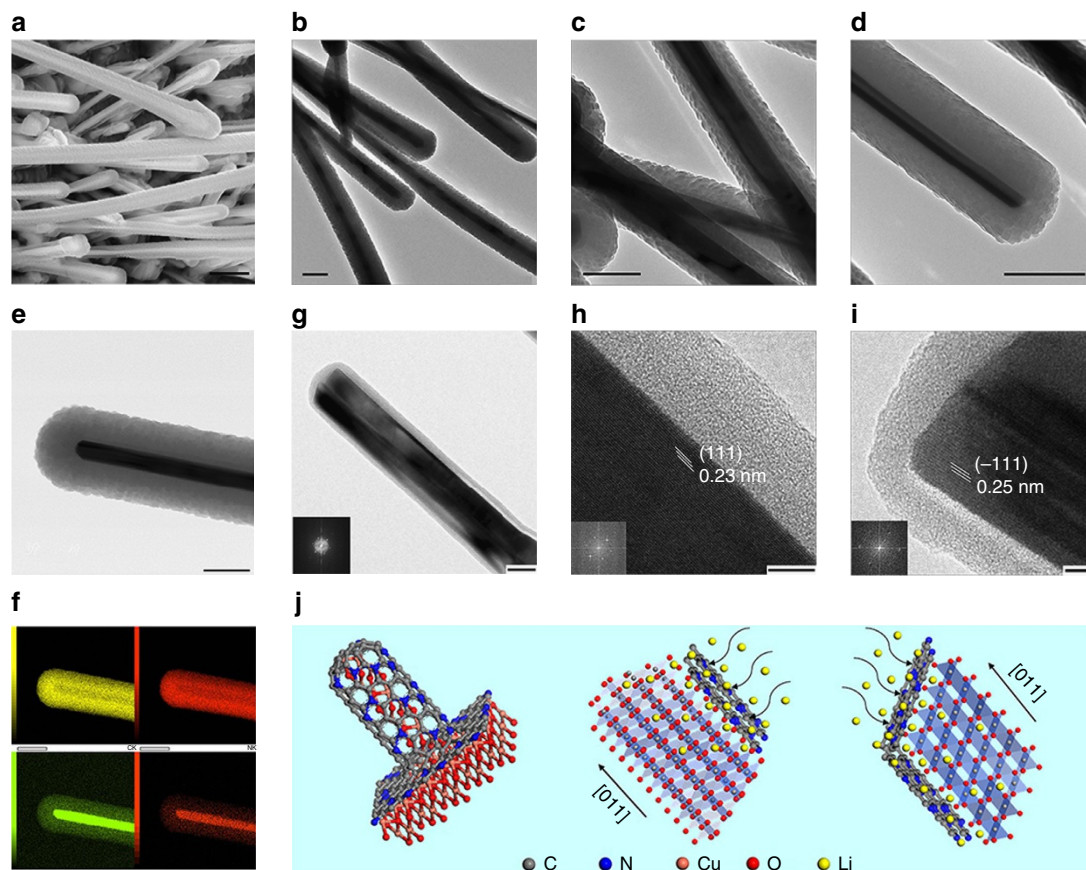 a
b
c
d
e
g
h
i
(111)
0.23 nm
(–111)
0.25 nm
f
j
CK
NK
[011]
[011]
C
N
Cu
O
Li